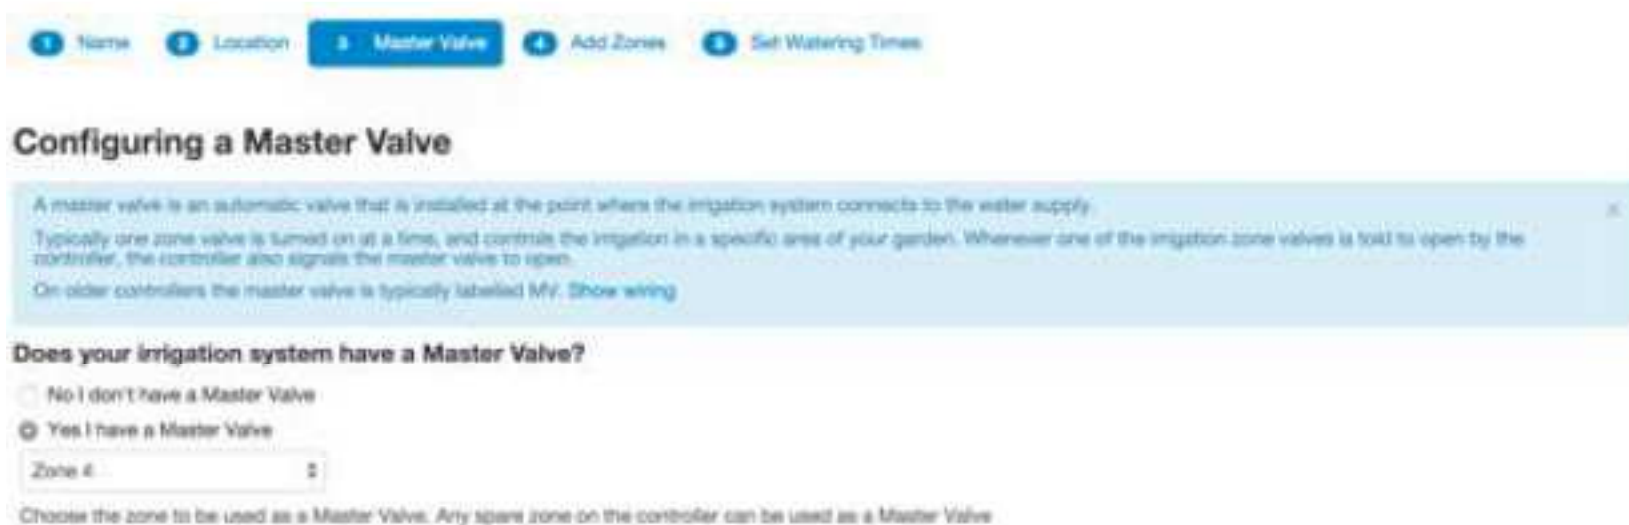 1 Name 2 Location 3 Master Valve 4 Add Zones 5 Set Watering Times
Configuring a Master Valve
A master valve is an automatic valve that is installed at the point where the irrigation system connects to the water supply.
Typically one zone valve is turned on at a time, and controls the irrigation in a specific area of your garden. Whenever one of the irrigation zone valves is told to open by the
controller, the controller also signals the master valve to open.
On older controllers the master valve is typically labelled MV. Show wiring
Does your irrigation system have a Master Valve?
No I don't have a Master Valve
Yes I have a Master Valve
Zone 4
Choose the zone to be used as a Master Valve. Any spare zone on the controller can be used as a Master Valve